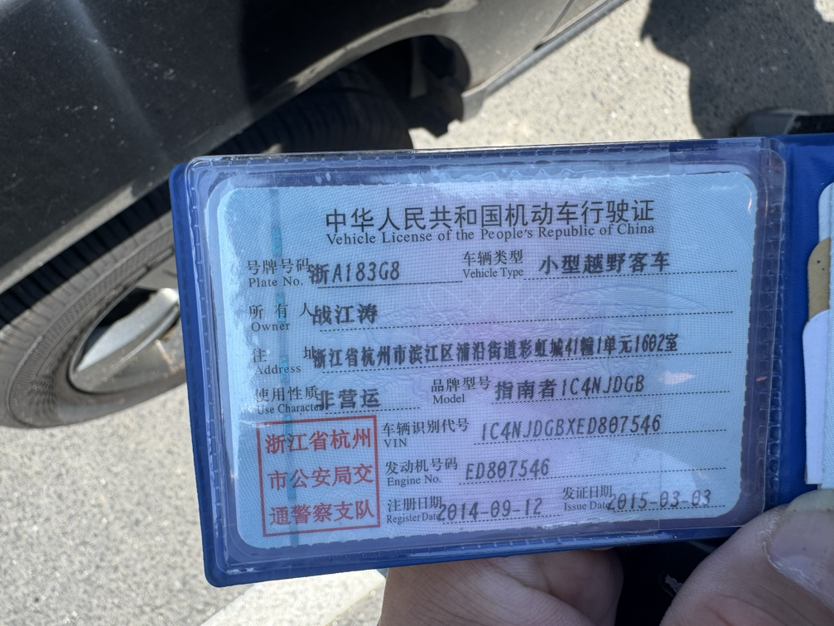 中华人民共和国机动车行驶证
Vehicle License of the People's Republic of China
号牌号码 浙A183G8 车辆类型 小型越野客车
Plate No. Vehicle Type
所有人 战江涛
Owner
住址 浙江省杭州市滨江区浦沿街道彩虹城41幢1单元1602室
Address
使用性质 非营运 品牌型号 指南者1C4NJDGB
Use Character Model
车辆识别代号 1C4NJDGBXED807546
VIN
发动机号码 ED807546
Engine No.
注册日期 2014-09-12 发证日期 2015-03-03
Register Date Issue Date
浙江省杭州
市公安局交
通警察支队